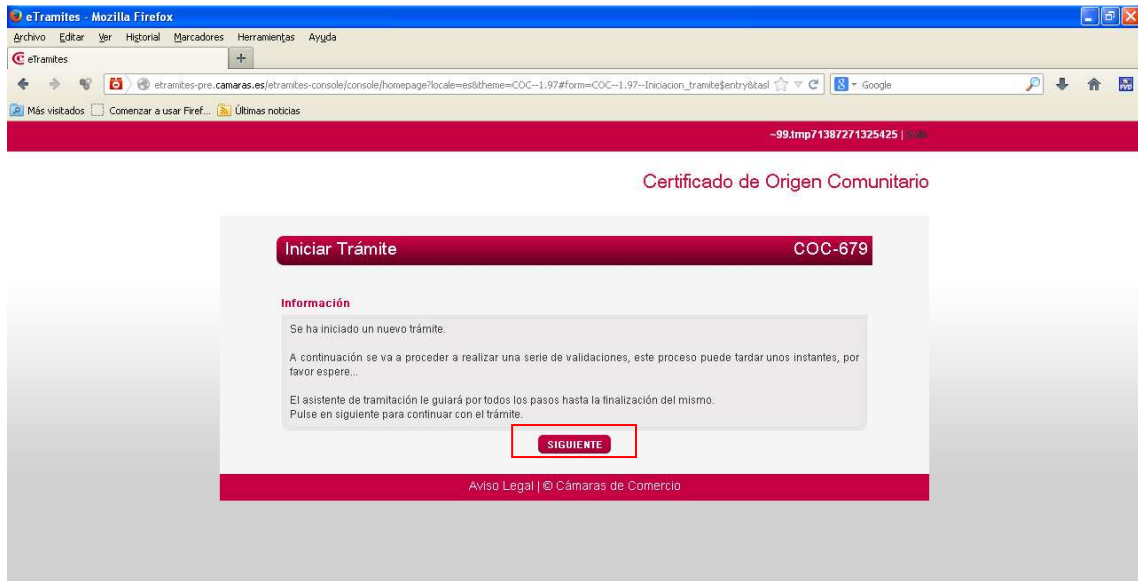 eTramites - Mozilla Firefox
Archivo Editar Ver Historial Marcadores Herramientas Ayuda
eTramites
etramites-pre.camaras.es/etramites-console/console/homepage?locale=es&theme=COC--1.97#form=COC--1.97--Iniciacion_tramite$entry&tasl
Google
Más visitados Comenzar a usar Firef... Últimas noticias
~99.tmp71387271325425 |
Certificado de Origen Comunitario
Iniciar Trámite COC-679
Información
Se ha iniciado un nuevo trámite.
A continuación se va a proceder a realizar una serie de validaciones, este proceso puede tardar unos instantes, por
favor espere...
El asistente de tramitación le guiará por todos los pasos hasta la finalización del mismo.
Pulse en siguiente para continuar con el trámite.
SIGUIENTE
Aviso Legal | © Cámaras de Comercio